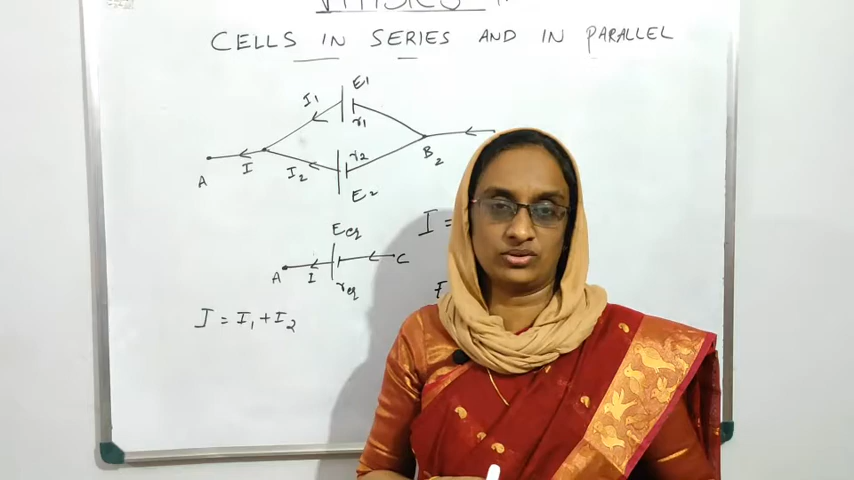 CELLS IN SERIES AND IN PARALLEL
E1
I1
r1
r2
A
I
I2
B2
E2
Eeq
I =
A
I
C
req
I = I1 + I2